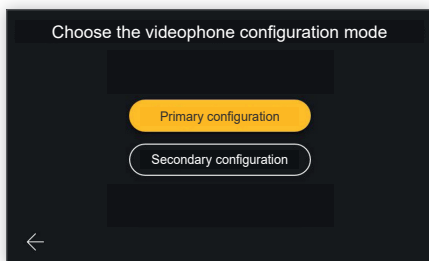 Choose the videophone configuration mode
Primary configuration
Secondary configuration